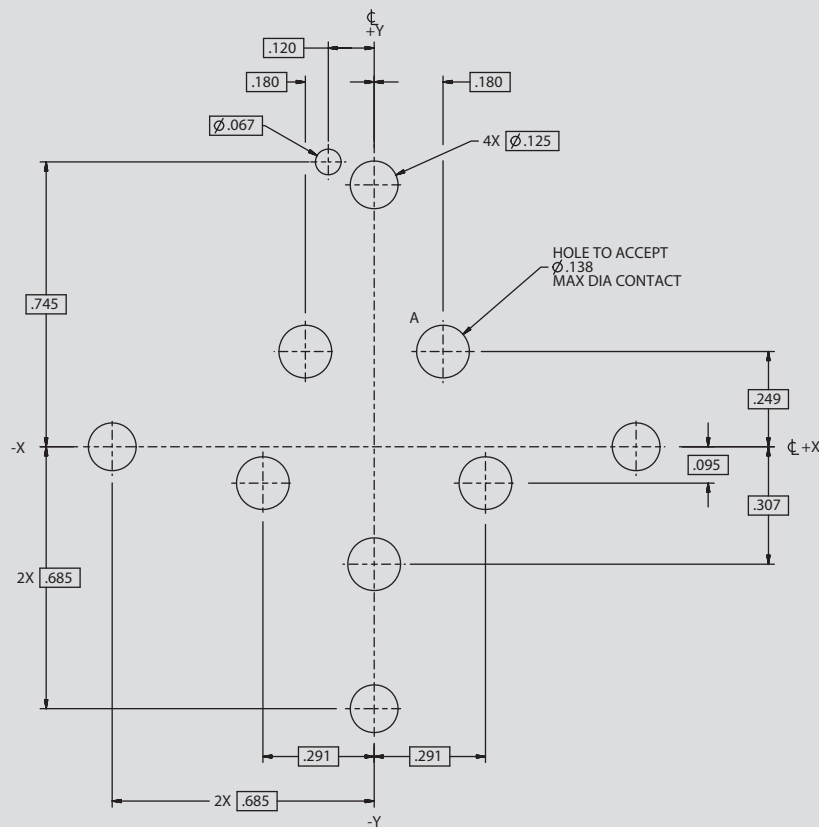 ℄
+Y
.120
.180
.180
Ø.067
4X Ø.125
HOLE TO ACCEPT
Ø.138
MAX DIA CONTACT
.745
A
.249
-X
℄ +X
.095
.307
2X .685
.291
.291
2X .685
-Y